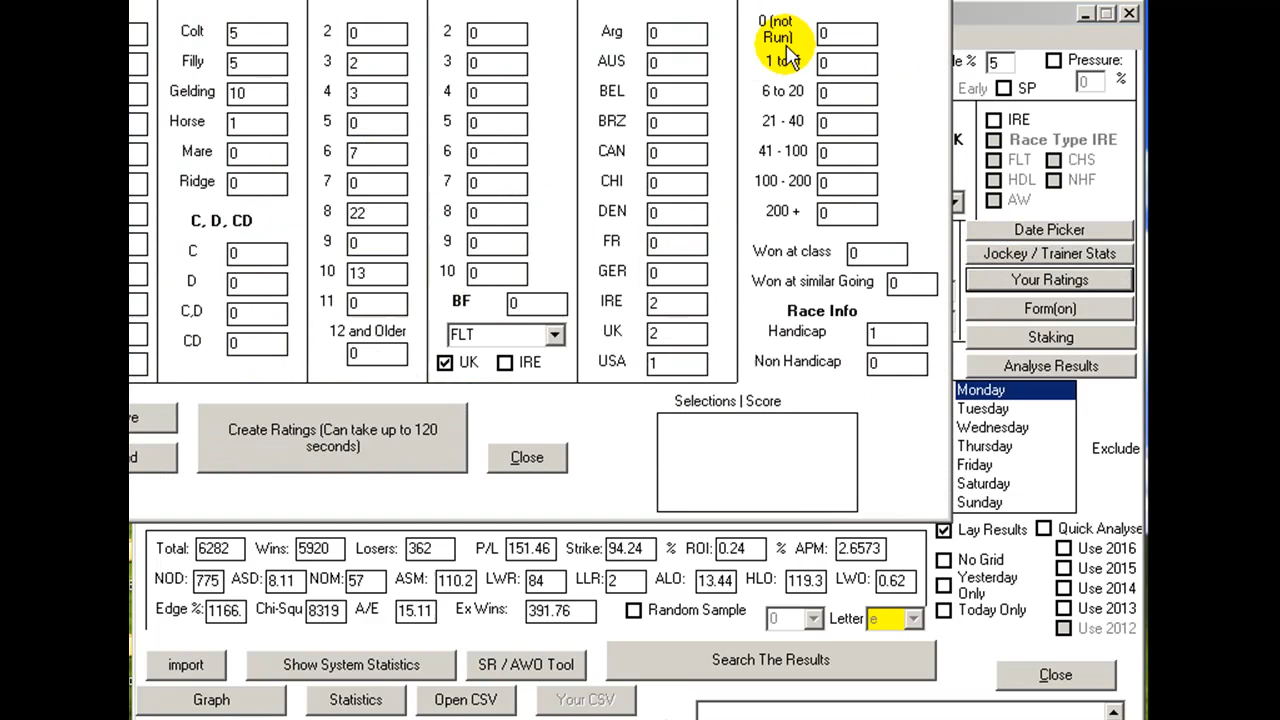 Colt 5
Filly 5
Gelding 10
Horse 1
Mare 0
Ridge 0
C, D, CD
C 0
D 0
C,D 0
CD 0
2 0
3 2
4 3
5 0
6 7
7 0
8 22
9 0
10 13
11 0
12 and Older
0
2 0
3 0
4 0
5 0
6 0
7 0
8 0
9 0
10 0
BF 0
FLT
UK IRE
Arg 0
AUS 0
BEL 0
BRZ 0
CAN 0
CHI 0
DEN 0
FR 0
GER 0
IRE 2
UK 2
USA 1
0 (not
Run) 0
1 to 0
6 to 20 0
21 - 40 0
41 - 100 0
100 - 200 0
200 + 0
Won at class 0
Won at similar Going 0
Race Info
Handicap 1
Non Handicap 0
Create Ratings (Can take up to 120
seconds)
Close
Selections | Score
% 5 Pressure:
Early SP 0 %
K IRE
Race Type IRE
FLT CHS
HDL NHF
AW
Date Picker
Jockey / Trainer Stats
Your Ratings
Form(on)
Staking
Analyse Results
Monday
Tuesday
Wednesday
Thursday
Friday
Saturday
Sunday
Exclude
Lay Results Quick Analyse
No Grid
Yesterday
Only
Today Only
Use 2016
Use 2015
Use 2014
Use 2013
Use 2012
Total: 6282 Wins: 5920 Losers: 362 P/L 151.46 Strike: 94.24 % ROI: 0.24 % APM: 2.6573
NOD: 775 ASD: 8.11 NOM: 57 ASM: 110.2 LWR: 84 LLR: 2 ALO: 13.44 HLO: 119.3 LWO: 0.62
Edge %: 1166. Chi-Squ 8319 A/E 15.11 Ex Wins: 391.76 Random Sample 0 Letter e
import Show System Statistics SR / AWO Tool Search The Results Close
Graph Statistics Open CSV Your CSV